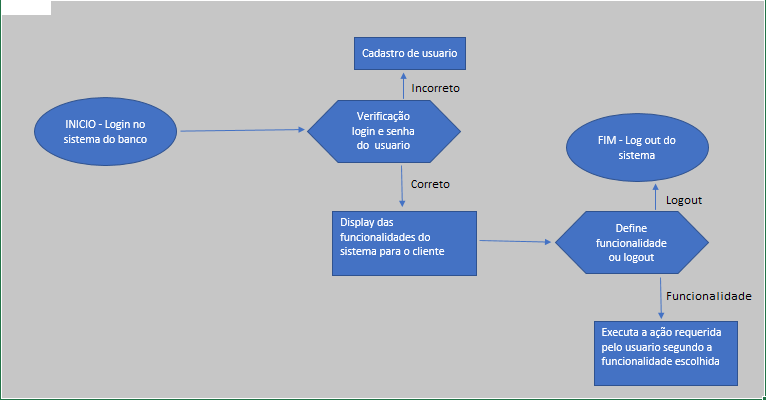 Cadastro de usuario
Incorreto
INICIO - Login no
sistema do banco
Verificação
login e senha
do usuario
Correto
Display das
funcionalidades do
sistema para o cliente
FIM - Log out do
sistema
Logout
Define
funcionalidade
ou logout
Funcionalidade
Executa a ação requerida
pelo usuario segundo a
funcionalidade escolhida